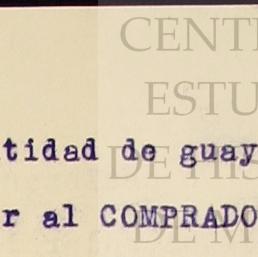 CENT
ESTU
tidad de guay
DE HIS
r al COMPRADO
DE M